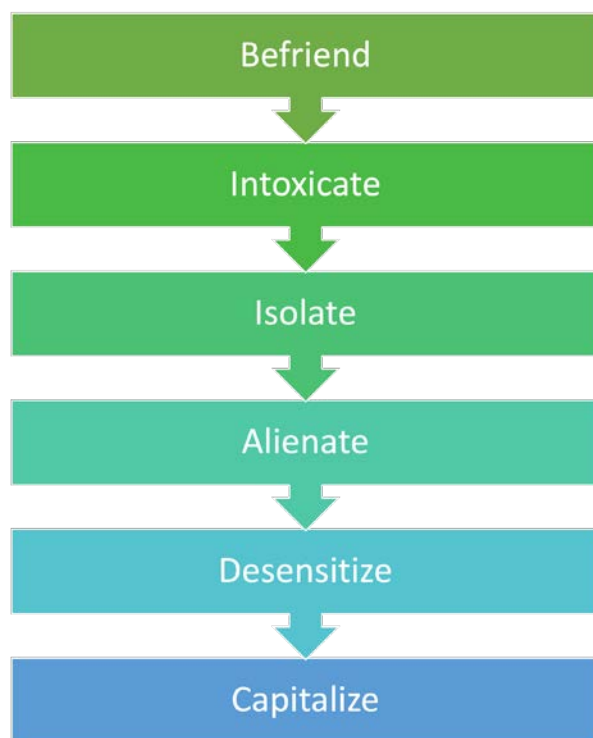 Befriend
Intoxicate
Isolate
Alienate
Desensitize
Capitalize